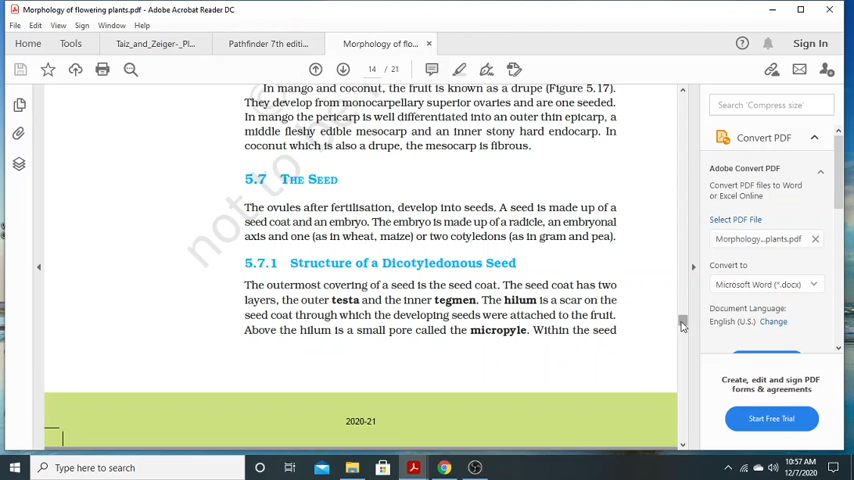 Morphology of flowering plants.pdf - Adobe Acrobat Reader DC
File Edit View Sign Window Help
Home Tools Taiz_and_Zeiger-_Pl... Pathfinder 7th editi... Morphology of flo... ×
Sign In
14 / 21
In mango and coconut, the fruit is known as a drupe (Figure 5.17).
They develop from monocarpellary superior ovaries and are one seeded.
In mango the pericarp is well differentiated into an outer thin epicarp, a
middle fleshy edible mesocarp and an inner stony hard endocarp. In
coconut which is also a drupe, the mesocarp is fibrous.
5.7 THE SEED
The ovules after fertilisation, develop into seeds. A seed is made up of a
seed coat and an embryo. The embryo is made up of a radicle, an embryonal
axis and one (as in wheat, maize) or two cotyledons (as in gram and pea).
5.7.1 Structure of a Dicotyledonous Seed
The outermost covering of a seed is the seed coat. The seed coat has two
layers, the outer testa and the inner tegmen. The hilum is a scar on the
seed coat through which the developing seeds were attached to the fruit.
Above the hilum is a small pore called the micropyle. Within the seed
not to be
2020-21
Search 'Compress size'
Convert PDF
Adobe Convert PDF
Convert PDF files to Word
or Excel Online
Select PDF File
Morphology...plants.pdf ×
Convert to
Microsoft Word (*.docx)
Document Language:
English (U.S.) Change
Create, edit and sign PDF
forms & agreements
Start Free Trial
Type here to search
10:57 AM
12/7/2020